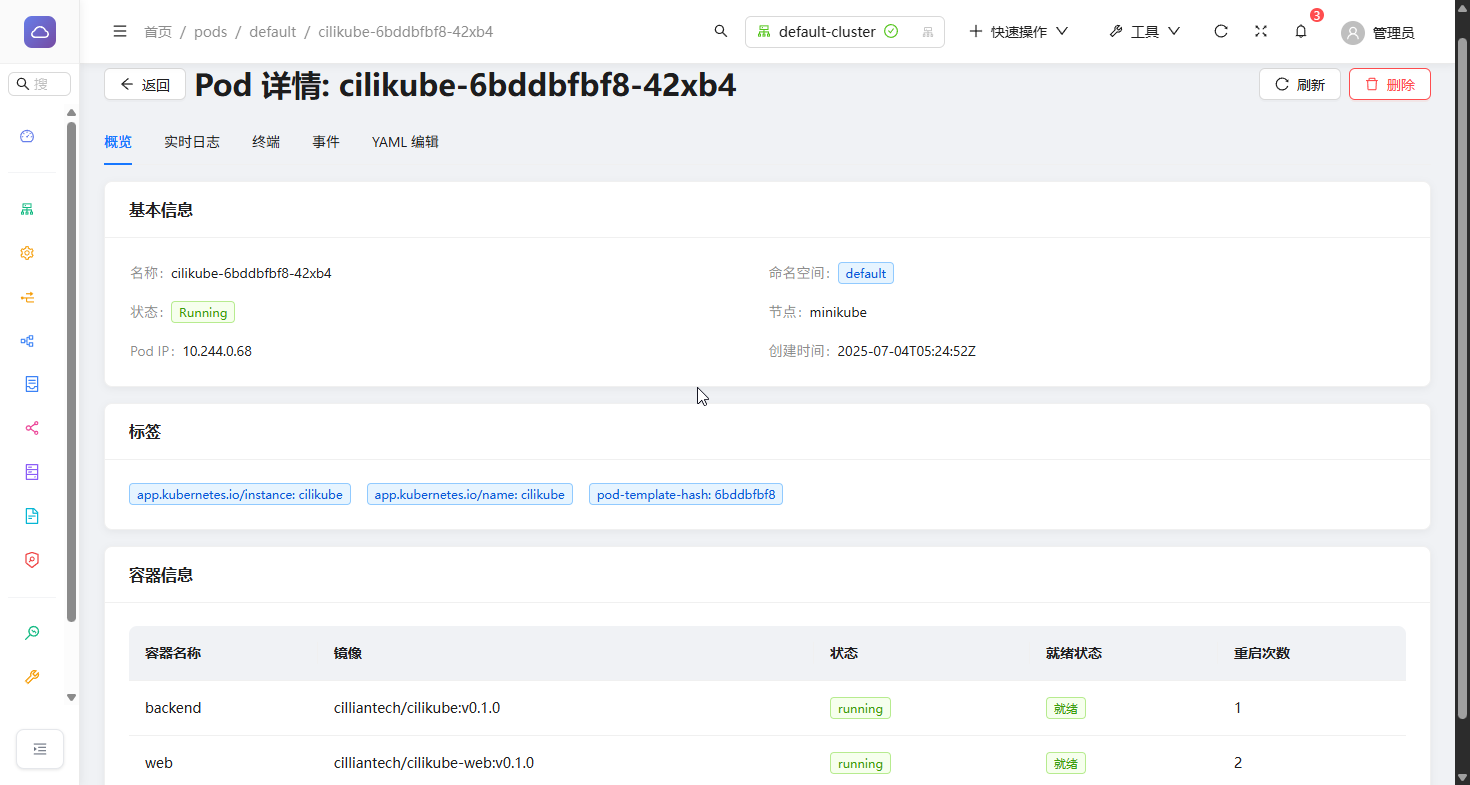 首页 / pods / default / cilikube-6bddbfbf8-42xb4
default-cluster
快速操作
工具
3
管理员
搜
返回
Pod 详情: cilikube-6bddbfbf8-42xb4
刷新
删除
概览 实时日志 终端 事件 YAML 编辑
基本信息
名称: cilikube-6bddbfbf8-42xb4
命名空间: default
状态: Running
节点: minikube
Pod IP: 10.244.0.68
创建时间: 2025-07-04T05:24:52Z
标签
app.kubernetes.io/instance: cilikube app.kubernetes.io/name: cilikube pod-template-hash: 6bddbfbf8
容器信息
容器名称 镜像 状态 就绪状态 重启次数
backend cilliantech/cilikube:v0.1.0 running 就绪 1
web cilliantech/cilikube-web:v0.1.0 running 就绪 2